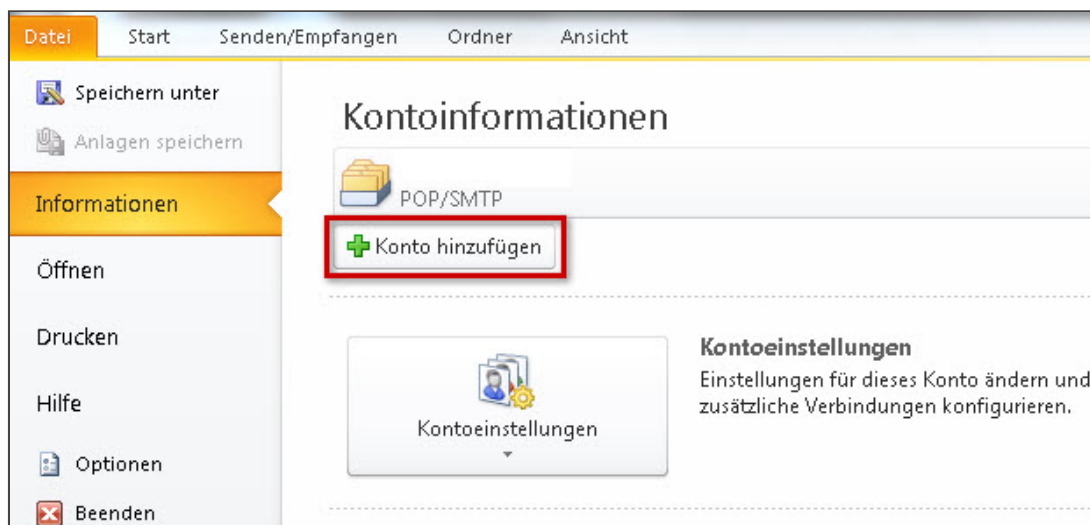 Datei Start Senden/Empfangen Ordner Ansicht
Speichern unter
Anlagen speichern
Informationen
Öffnen
Drucken
Hilfe
Optionen
Beenden
Kontoinformationen
POP/SMTP
Konto hinzufügen
Kontoeinstellungen
Kontoeinstellungen
Einstellungen für dieses Konto ändern und
zusätzliche Verbindungen konfigurieren.